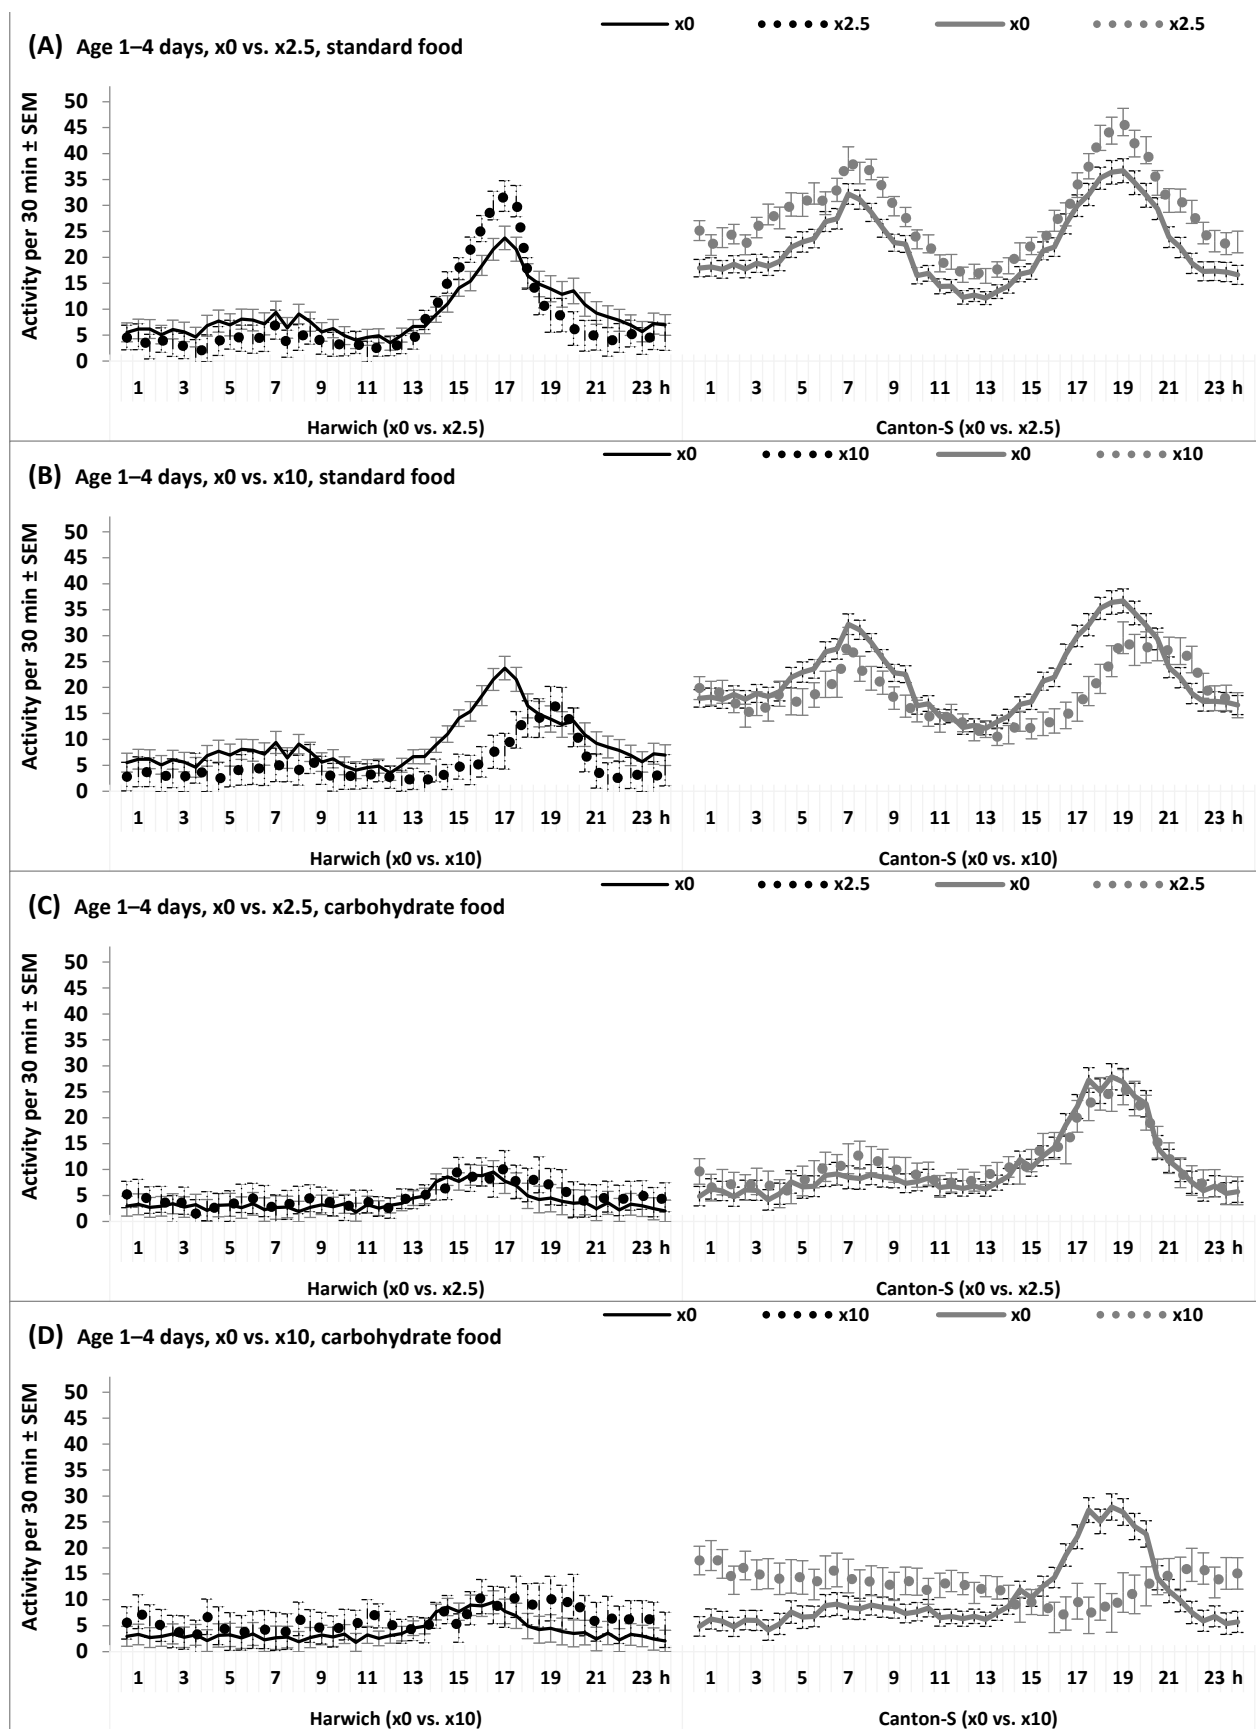 x0 x2.5 x0 x2.5
(A) Age 1–4 days, x0 vs. x2.5, standard food
Activity per 30 min ± SEM
50
45
40
35
30
25
20
15
10
5
0
1 3 5 7 9 11 13 15 17 19 21 23 h 1 3 5 7 9 11 13 15 17 19 21 23 h
Harwich (x0 vs. x2.5) Canton-S (x0 vs. x2.5)
x0 x10 x0 x10
(B) Age 1–4 days, x0 vs. x10, standard food
Activity per 30 min ± SEM
50
45
40
35
30
25
20
15
10
5
0
1 3 5 7 9 11 13 15 17 19 21 23 h 1 3 5 7 9 11 13 15 17 19 21 23 h
Harwich (x0 vs. x10) Canton-S (x0 vs. x10)
x0 x2.5 x0 x2.5
(C) Age 1–4 days, x0 vs. x2.5, carbohydrate food
Activity per 30 min ± SEM
50
45
40
35
30
25
20
15
10
5
0
1 3 5 7 9 11 13 15 17 19 21 23 h 1 3 5 7 9 11 13 15 17 19 21 23 h
Harwich (x0 vs. x2.5) Canton-S (x0 vs. x2.5)
x0 x10 x0 x10
(D) Age 1–4 days, x0 vs. x10, carbohydrate food
Activity per 30 min ± SEM
50
45
40
35
30
25
20
15
10
5
0
1 3 5 7 9 11 13 15 17 19 21 23 h 1 3 5 7 9 11 13 15 17 19 21 23 h
Harwich (x0 vs. x10) Canton-S (x0 vs. x10)